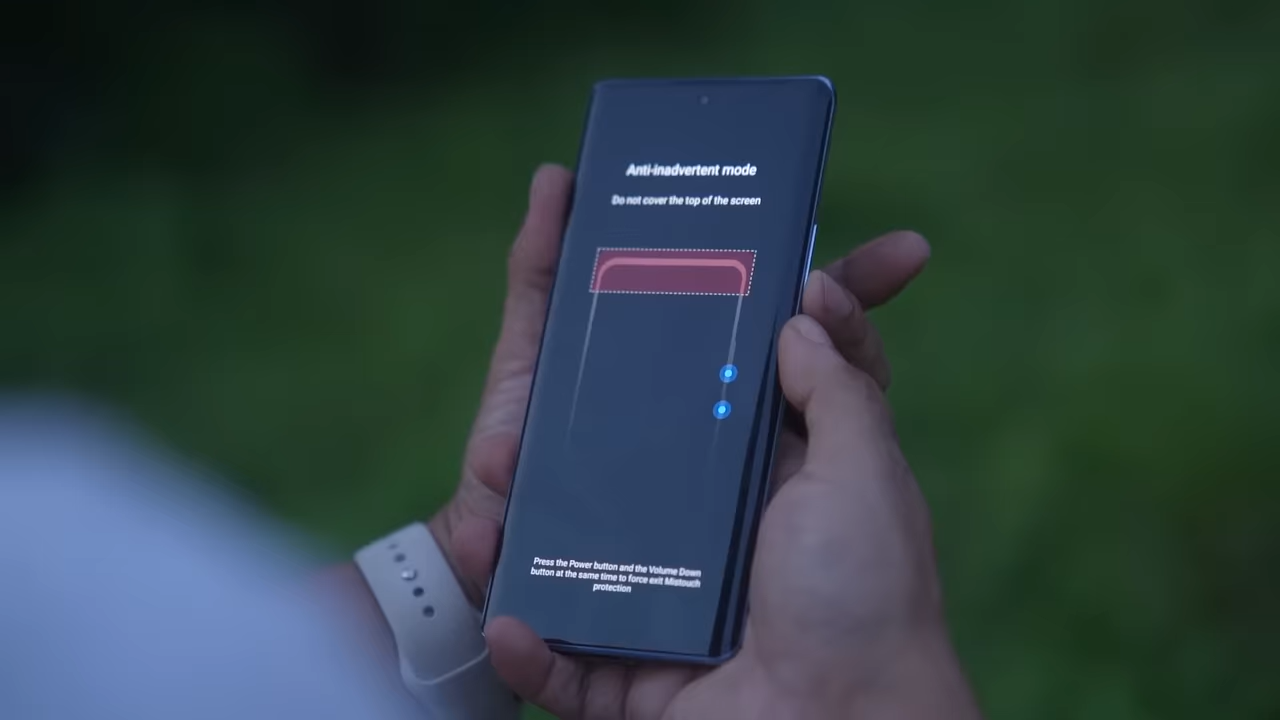 Anti-inadvertent mode
Do not cover the top of the screen
Press the Power button and the Volume Down
button at the same time to force exit Mistouch
protection